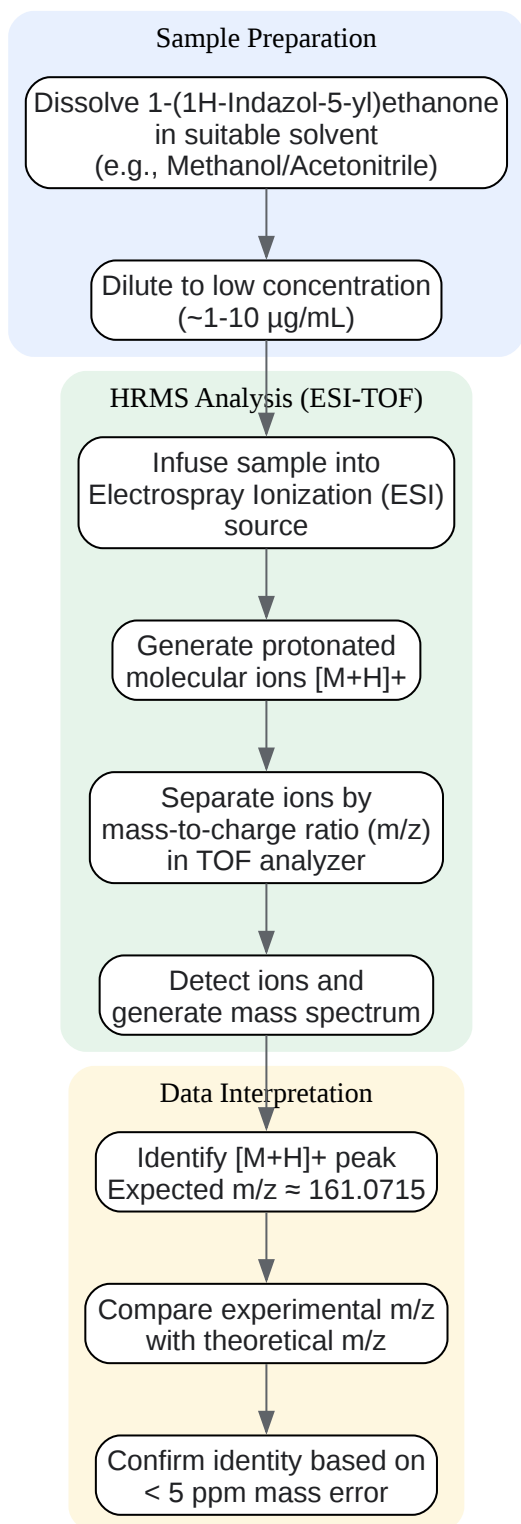 Sample Preparation
Dissolve 1-(1H-Indazol-5-yl)ethanone
in suitable solvent
(e.g., Methanol/Acetonitrile)
Dilute to low concentration
(~1-10 µg/mL)
HRMS Analysis (ESI-TOF)
Infuse sample into
Electrospray Ionization (ESI)
source
Generate protonated
molecular ions [M+H]+
Separate ions by
mass-to-charge ratio (m/z)
in TOF analyzer
Detect ions and
generate mass spectrum
Data Interpretation
Identify [M+H]+ peak
Expected m/z ≈ 161.0715
Compare experimental m/z
with theoretical m/z
Confirm identity based on
< 5 ppm mass error